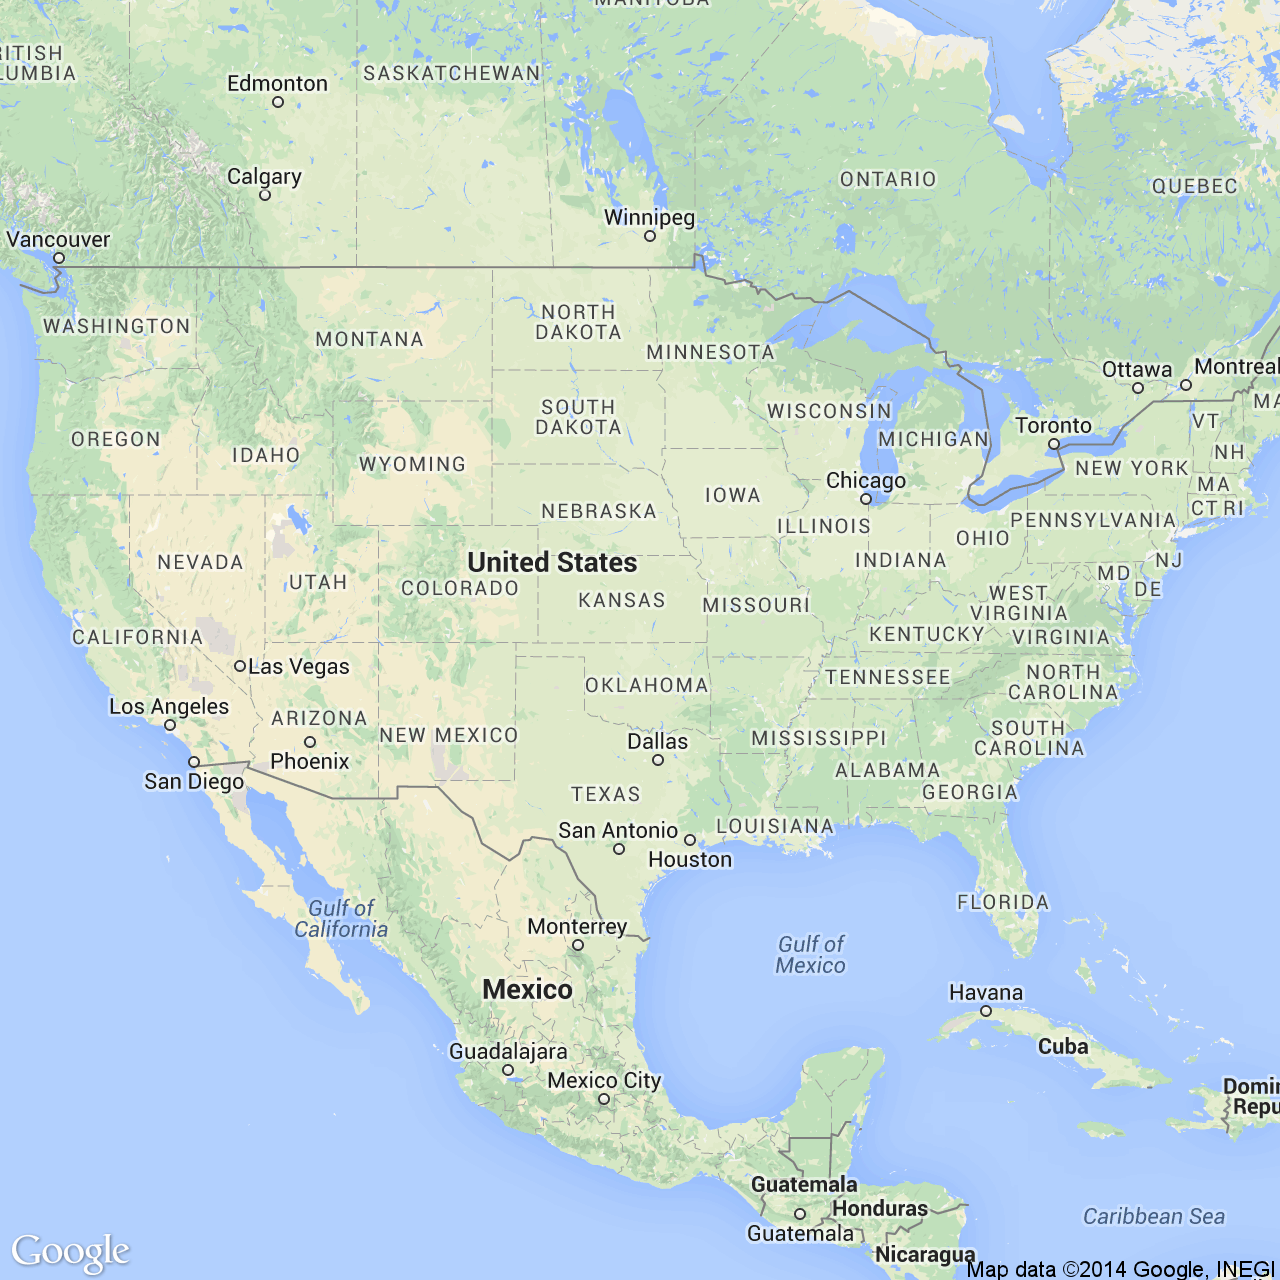 MANITOBA
RITISH
LUMBIA
Edmonton
SASKATCHEWAN
Calgary
ONTARIO
QUEBEC
Winnipeg
Vancouver
WASHINGTON
MONTANA
NORTH
DAKOTA
MINNESOTA
Ottawa
Montreal
OREGON
IDAHO
WYOMING
SOUTH
DAKOTA
WISCONSIN
MICHIGAN
Toronto
VT
MA
NH
NEW YORK
Chicago
IOWA
MA
CT
RI
NEBRASKA
ILLINOIS
PENNSYLVANIA
OHIO
INDIANA
NJ
NEVADA
United States
UTAH
COLORADO
KANSAS
MISSOURI
MD
DE
WEST
VIRGINIA
KENTUCKY
VIRGINIA
CALIFORNIA
Las Vegas
OKLAHOMA
TENNESSEE
NORTH
CAROLINA
Los Angeles
ARIZONA
NEW MEXICO
Dallas
MISSISSIPPI
SOUTH
CAROLINA
Phoenix
San Diego
ALABAMA
GEORGIA
TEXAS
San Antonio
LOUISIANA
Houston
FLORIDA
Gulf of
California
Monterrey
Gulf of
Mexico
Mexico
Havana
Cuba
Guadalajara
Mexico City
Domin
Repu
Guatemala
Honduras
Guatemala
Caribbean Sea
Nicaragua
Google
Map data ©2014 Google, INEGI